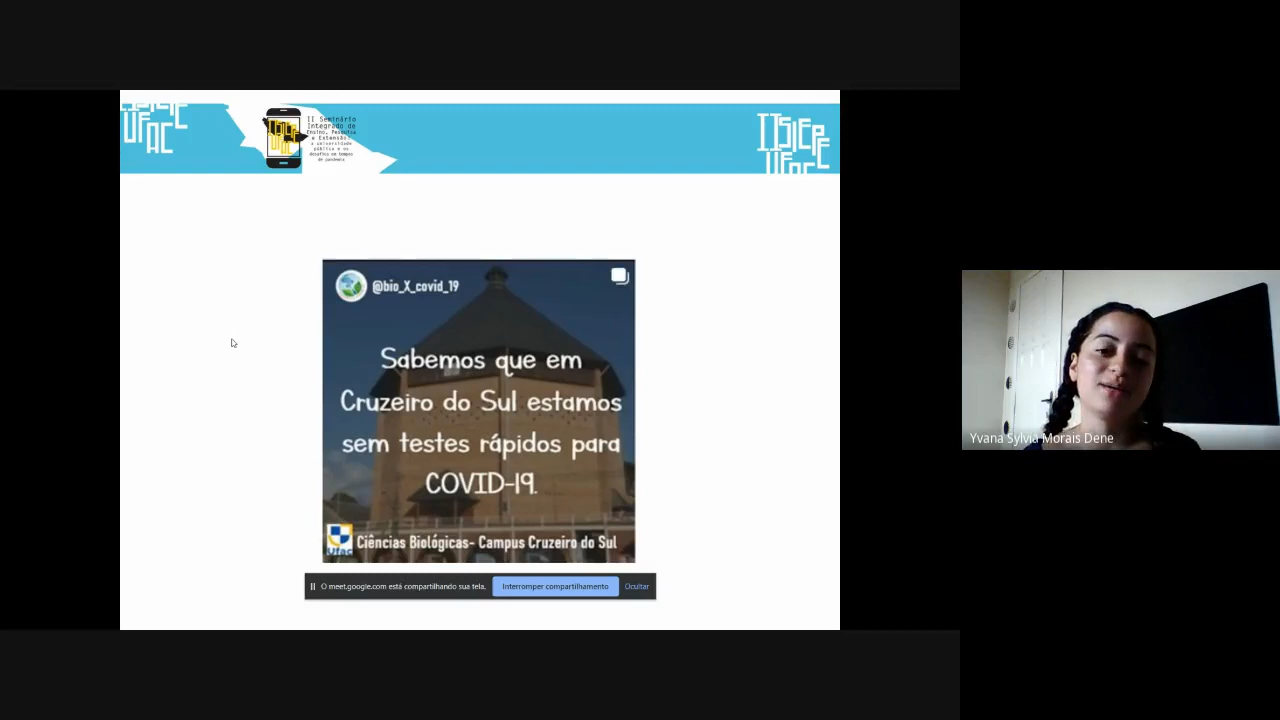 IISIEPE
UFAC
II Seminário
Integrado de
Ensino, Pesquisa
e Extensão:
a universidade
pública e os
desafios em tempos
de pandemia
IISIEPE
UFAC
@bio_X_covid_19
Sabemos que em
Cruzeiro do Sul estamos
sem testes rápidos para
COVID-19.
Ufac
Ciências Biológicas- Campus Cruzeiro do Sul
O meet.google.com está compartilhando sua tela.
Interromper compartilhamento
Ocultar
Yvana Sylvia Morais Dene